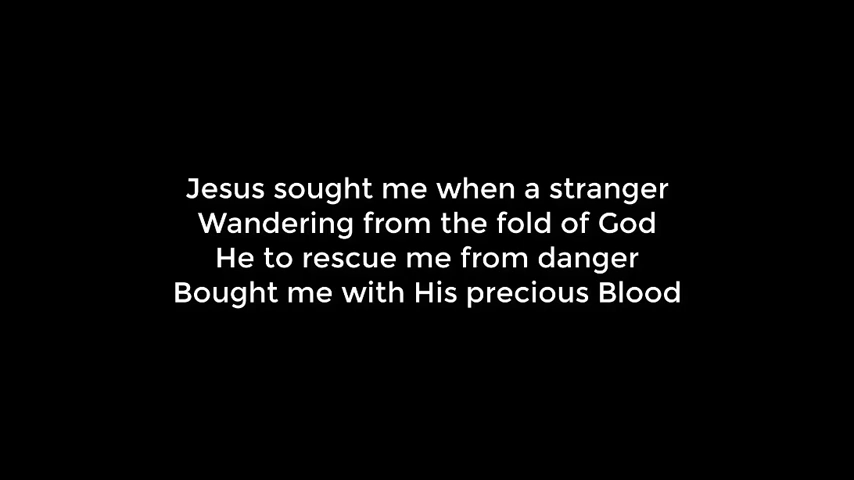 Jesus sought me when a stranger
Wandering from the fold of God
He to rescue me from danger
Bought me with His precious Blood